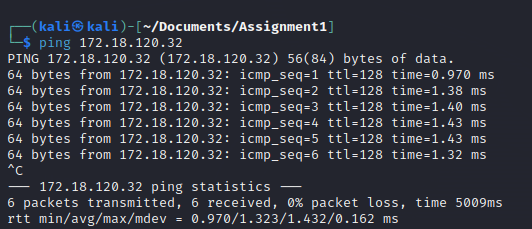 ┌──(kali㉿kali)-[~/Documents/Assignment1]
└─$ ping 172.18.120.32
PING 172.18.120.32 (172.18.120.32) 56(84) bytes of data.
64 bytes from 172.18.120.32: icmp_seq=1 ttl=128 time=0.970 ms
64 bytes from 172.18.120.32: icmp_seq=2 ttl=128 time=1.38 ms
64 bytes from 172.18.120.32: icmp_seq=3 ttl=128 time=1.40 ms
64 bytes from 172.18.120.32: icmp_seq=4 ttl=128 time=1.43 ms
64 bytes from 172.18.120.32: icmp_seq=5 ttl=128 time=1.43 ms
64 bytes from 172.18.120.32: icmp_seq=6 ttl=128 time=1.32 ms
^C
--- 172.18.120.32 ping statistics ---
6 packets transmitted, 6 received, 0% packet loss, time 5009ms
rtt min/avg/max/mdev = 0.970/1.323/1.432/0.162 ms